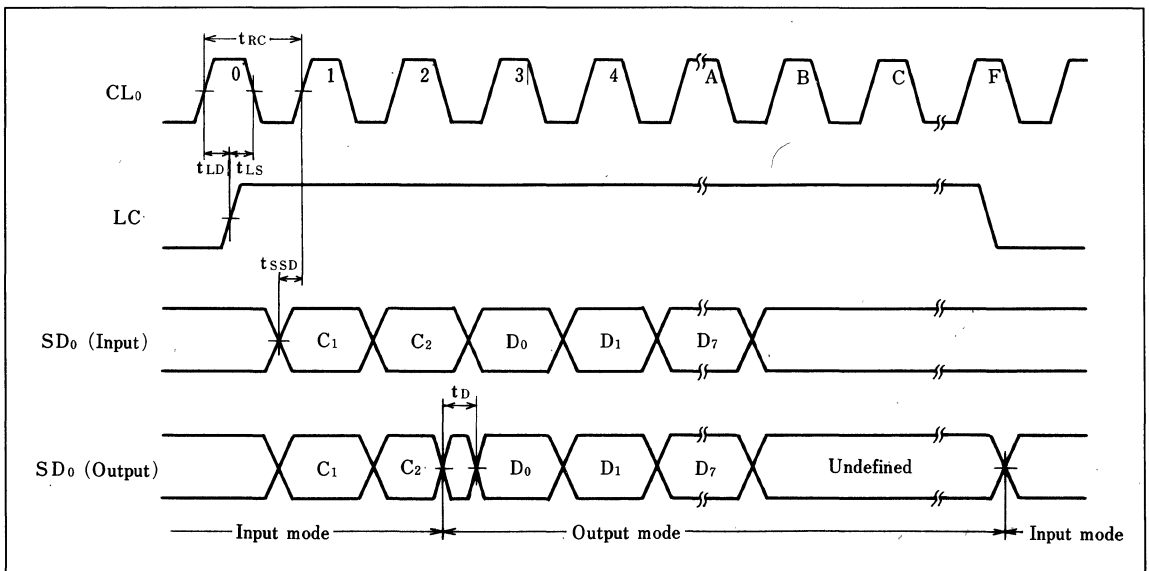 tRC
CL0 0 1 2 3 4 A B C F
tLD tLS
LC
tSSD
SD0 (Input) C1 C2 D0 D1 D7
tD
SD0 (Output) C1 C2 D0 D1 D7 Undefined
Input mode Output mode Input mode